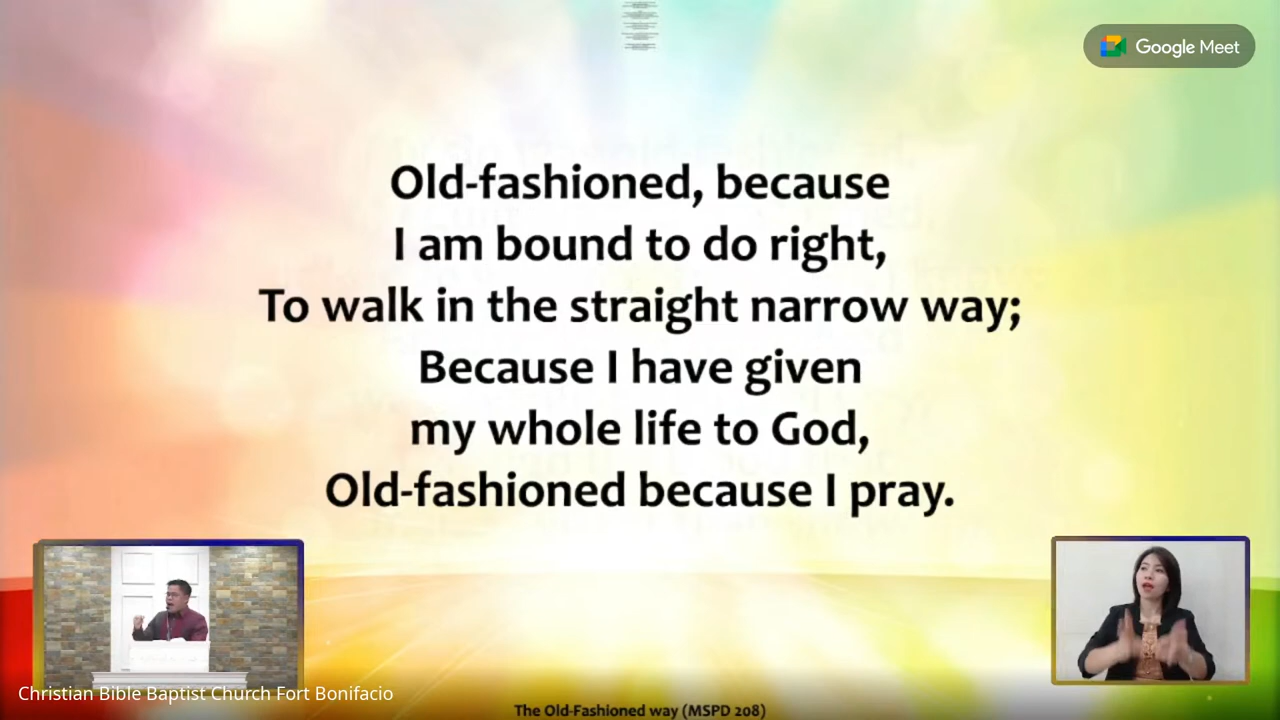 Google Meet
Old-fashioned, because
I am bound to do right,
To walk in the straight narrow way;
Because I have given
my whole life to God,
Old-fashioned because I pray.
Christian Bible Baptist Church Fort Bonifacio
The Old-Fashioned way (MSPD 208)